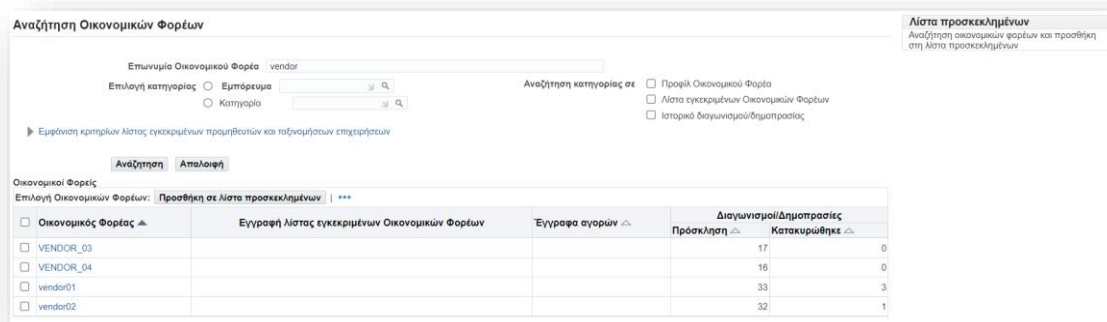 Αναζήτηση Οικονομικών Φορέων
Λίστα προσκεκλημένων
Αναζήτηση οικονομικών φορέων και προσθήκη
στη λίστα προσκεκλημένων
Επωνυμία Οικονομικού Φορέα vendor
Επιλογή κατηγορίας Εμπόρευμα Αναζήτηση κατηγορίας σε Προφίλ Οικονομικού Φορέα
Κατηγορία Λίστα εγκεκριμένων Οικονομικών Φορέων
Ιστορικό διαγωνισμού/δημοπρασίας
Εμφάνιση κριτηρίων λίστας εγκεκριμένων προμηθευτών και ταξινομήσεων επιχειρήσεων
Ανάζητηση Απαλοιφή
Οικονομικοί Φορείς
Επιλογή Οικονομικών Φορέων: Προσθήκη σε λίστα προσκεκλημένων | •••
Οικονομικός Φορέας Εγγραφή λίστας εγκεκριμένων Οικονομικών Φορέων Έγγραφα αγορών Διαγωνισμοί/Δημοπρασίες
Πρόσκληση Κατακυρώθηκε
VENDOR_03 17 0
VENDOR_04 16 0
vendor01 33 3
vendor02 32 1